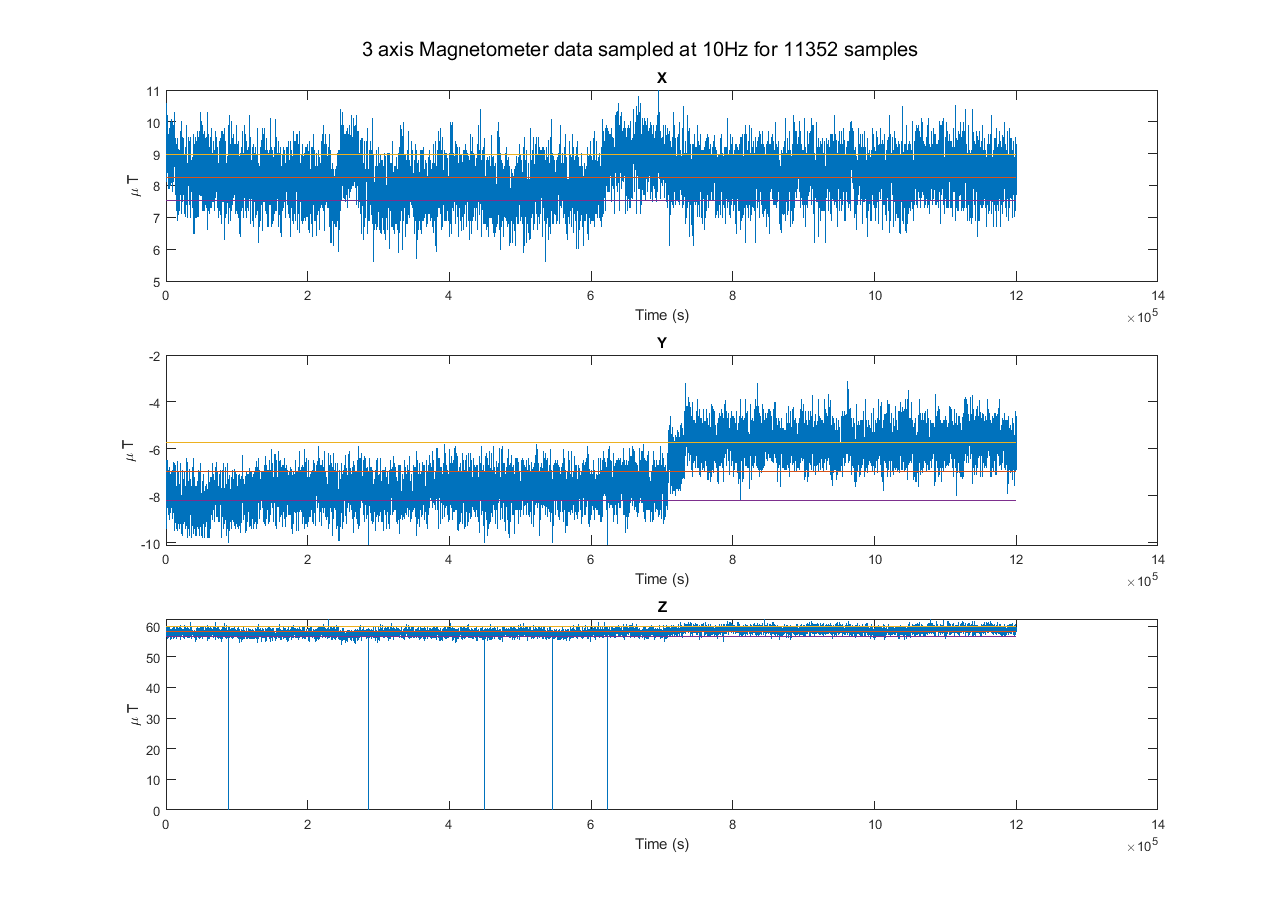 3 axis Magnetometer data sampled at 10Hz for 11352 samples
X
11
10
9
8
7
6
5
μ T
0 2 4 6 8 10 12 14
Time (s)
×10^5
Y
-2
-4
-6
-8
-10
μ T
0 2 4 6 8 10 12 14
Time (s)
×10^5
Z
60
50
40
30
20
10
0
μ T
0 2 4 6 8 10 12 14
Time (s)
×10^5